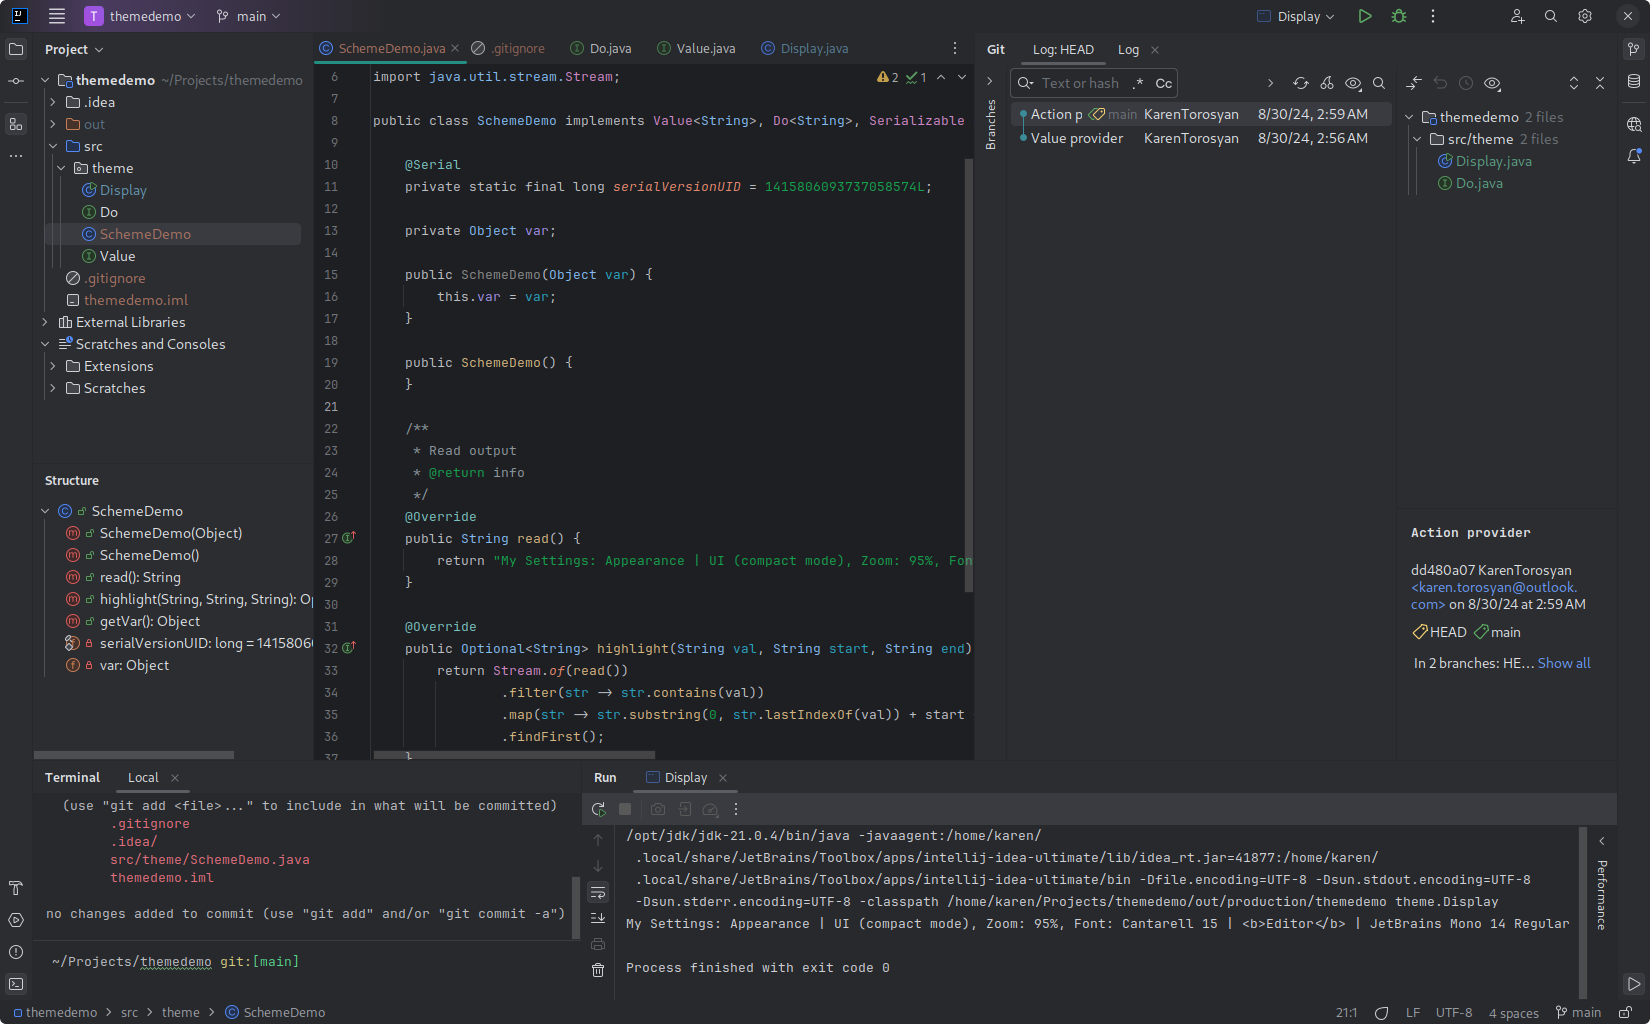 T themedemo main Display
Project
themedemo ~/Projects/themedemo
.idea
out
src
theme
Display
Do
SchemeDemo
Value
.gitignore
themedemo.iml
External Libraries
Scratches and Consoles
Extensions
Scratches
Structure
SchemeDemo
SchemeDemo(Object)
SchemeDemo()
read(): String
highlight(String, String, String): Op
getVar(): Object
serialVersionUID: long = 1415806
var: Object
SchemeDemo.java .gitignore Do.java Value.java Display.java
2 1
6 import java.util.stream.Stream;
7
8 public class SchemeDemo implements Value<String>, Do<String>, Serializable
9
10 @Serial
11 private static final long serialVersionUID = 1415806093737058574L;
12
13 private Object var;
14
15 public SchemeDemo(Object var) {
16 this.var = var;
17 }
18
19 public SchemeDemo() {
20 }
21
22 /**
23 * Read output
24 * @return info
25 */
26 @Override
27 public String read() {
28 return "My Settings: Appearance | UI (compact mode), Zoom: 95%, Fon
29 }
30
31 @Override
32 public Optional<String> highlight(String val, String start, String end)
33 return Stream.of(read())
34 .filter(str -> str.contains(val))
35 .map(str -> str.substring(0, str.lastIndexOf(val)) + start
36 .findFirst();
37 }
Git Log: HEAD Log
Branches
Text or hash .* Cc
Action p main KarenTorosyan 8/30/24, 2:59 AM
Value provider KarenTorosyan 8/30/24, 2:56 AM
themedemo 2 files
src/theme 2 files
Display.java
Do.java
Action provider
dd480a07 KarenTorosyan
<karen.torosyan@outlook.
com> on 8/30/24 at 2:59 AM
HEAD main
In 2 branches: HE... Show all
Terminal Local
(use "git add <file>..." to include in what will be committed)
.gitignore
.idea/
src/theme/SchemeDemo.java
themedemo.iml
no changes added to commit (use "git add" and/or "git commit -a")
~/Projects/themedemo git:[main]
Run Display
/opt/jdk/jdk-21.0.4/bin/java -javaagent:/home/karen/
.local/share/JetBrains/Toolbox/apps/intellij-idea-ultimate/lib/idea_rt.jar=41877:/home/karen/
.local/share/JetBrains/Toolbox/apps/intellij-idea-ultimate/bin -Dfile.encoding=UTF-8 -Dsun.stdout.encoding=UTF-8
-Dsun.stderr.encoding=UTF-8 -classpath /home/karen/Projects/themedemo/out/production/themedemo theme.Display
My Settings: Appearance | UI (compact mode), Zoom: 95%, Font: Cantarell 15 | <b>Editor</b> | JetBrains Mono 14 Regular
Process finished with exit code 0
Performance
themedemo > src > theme > SchemeDemo
21:1 LF UTF-8 4 spaces main